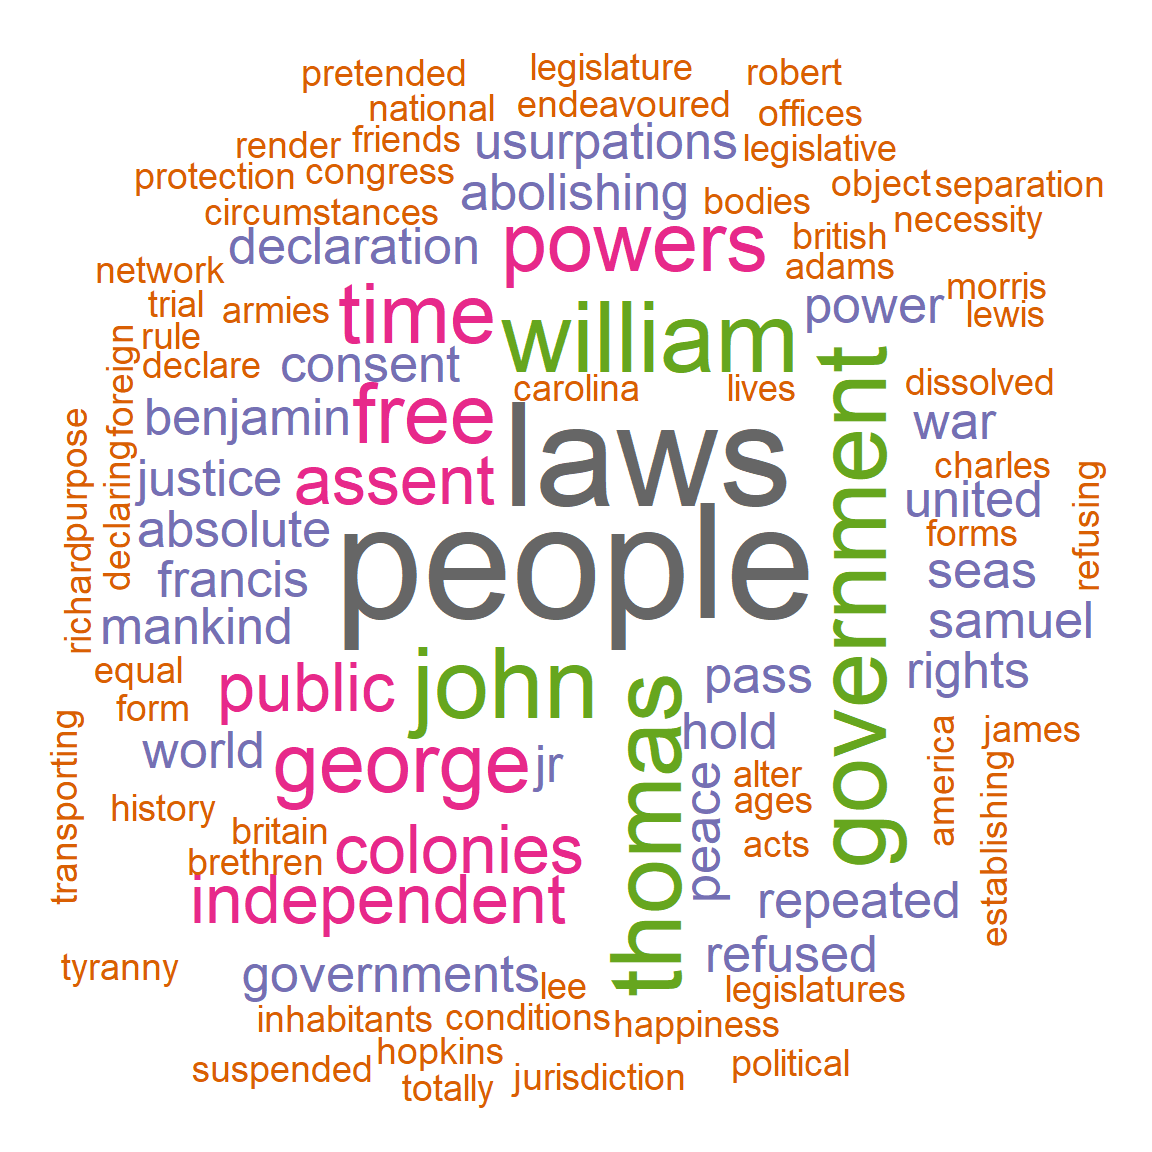 pretended
legislature
robert
national
endeavoured
offices
render
friends
usurpations
legislative
protection
congress
abolishing
bodies
object
separation
circumstances
necessity
declaration
powers
british
adams
network
time
william
power
morris
trial
armies
lewis
rule
declare
consent
carolina
lives
government
dissolved
foreign
benjamin
free
laws
war
purpose
declaring
justice
assent
charles
united
refusing
absolute
people
forms
richard
francis
seas
mankind
samuel
equal
public
john
pass
rights
form
thomas
hold
world
george
jr
james
transporting
peace
alter
america
establishing
history
ages
britain
brethren
colonies
acts
independent
repeated
tyranny
governments
lee
refused
legislatures
inhabitants
conditions
happiness
suspended
hopkins
political
totally
jurisdiction